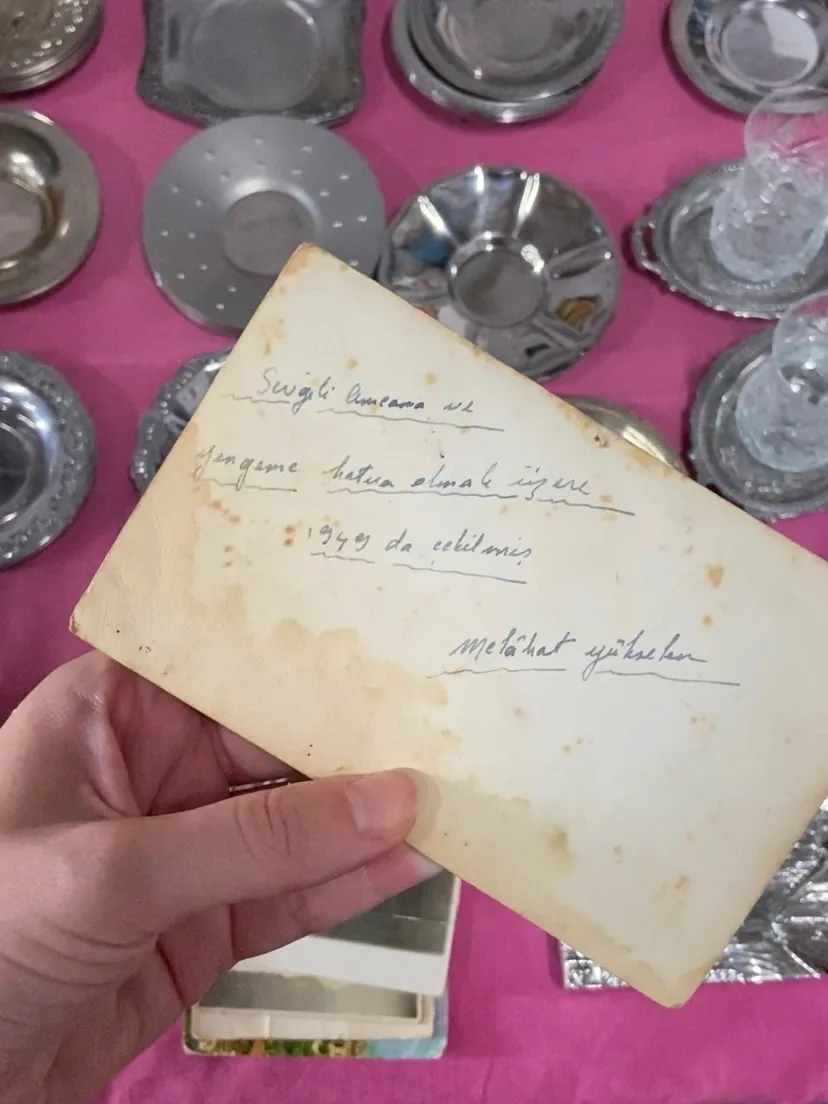 Sevgili Amcama ve
yengeme hatıra olmak üzere
1949 da çekilmiş
Melâhat yükselen